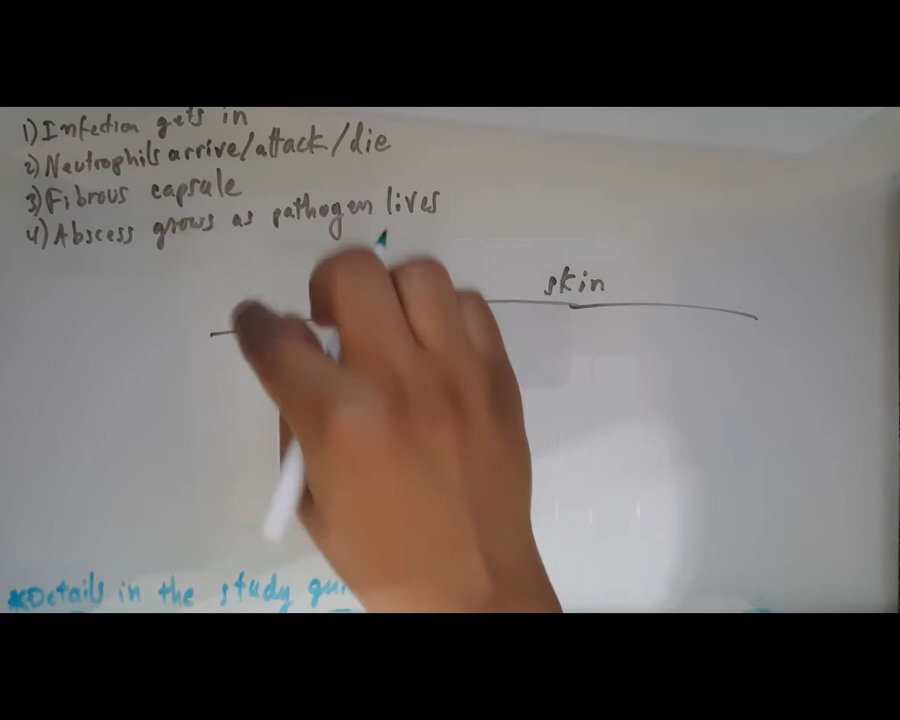 1) Infection gets in
2) Neutrophils arrive/attack/die
3) Fibrous capsule
4) Abscess grows as pathogen lives
skin
*Details in the study